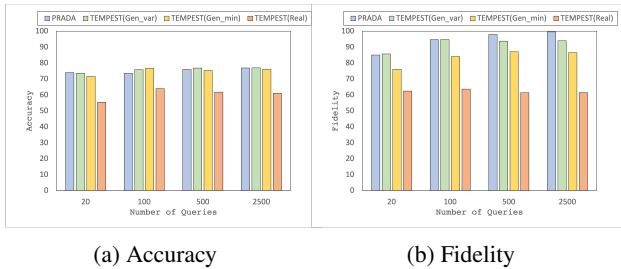 PRADA TEMPEST(Gen_var) TEMPEST(Gen_min) TEMPEST(Real)
100
90
80
70
60
50
40
30
20
10
0
Accuracy
20 100 500 2500
Number of Queries
(a) Accuracy
PRADA TEMPEST(Gen_var) TEMPEST(Gen_min) TEMPEST(Real)
100
90
80
70
60
50
40
30
20
10
0
Fidelity
20 100 500 2500
Number of Queries
(b) Fidelity